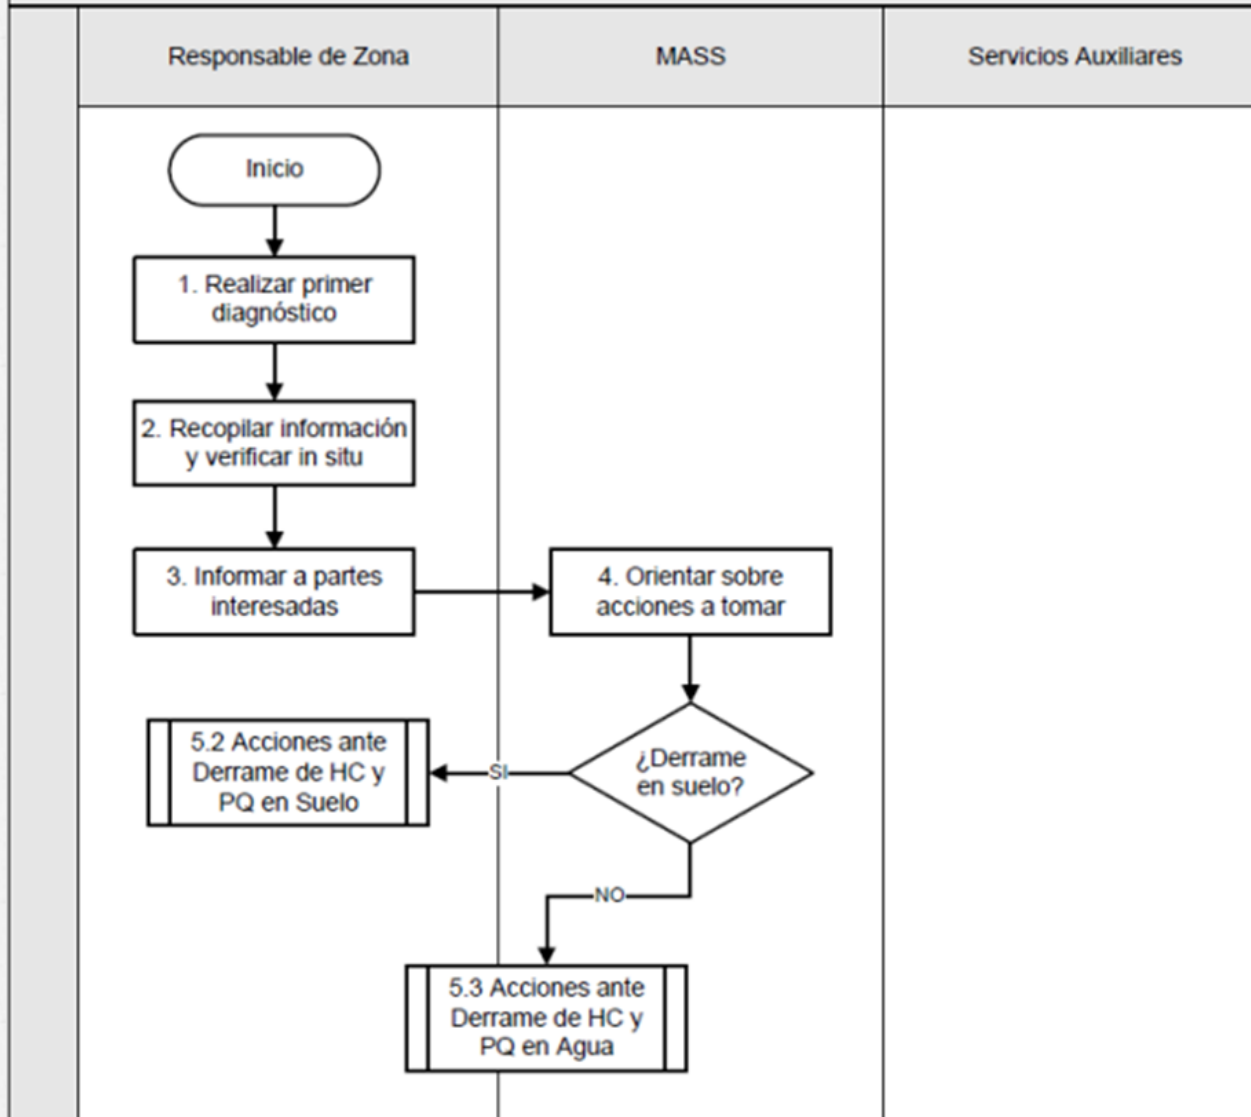 Responsable de Zona
MASS
Servicios Auxiliares
Inicio
1. Realizar primer
diagnóstico
2. Recopilar información
y verificar in situ
3. Informar a partes
interesadas
4. Orientar sobre
acciones a tomar
5.2 Acciones ante
Derrame de HC y
PQ en Suelo
SI
¿Derrame
en suelo?
NO
5.3 Acciones ante
Derrame de HC y
PQ en Agua